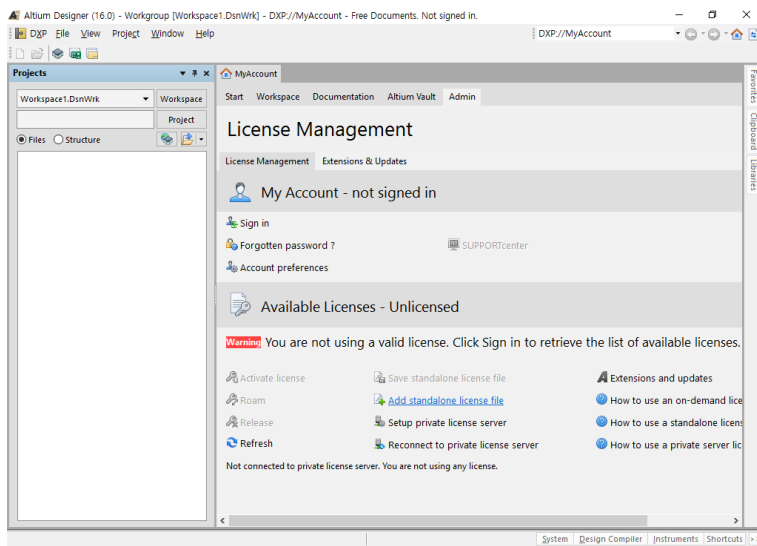 Altium Designer (16.0) - Workgroup [Workspace1.DsnWrk] - DXP://MyAccount - Free Documents. Not signed in.
DXP File View Project Window Help DXP://MyAccount
Projects
MyAccount
Workspace1.DsnWrk Workspace
Project
Files Structure
Start Workspace Documentation Altium Vault Admin
License Management
License Management Extensions & Updates
My Account - not signed in
Sign in
Forgotten password ? SUPPORTcenter
Account preferences
Available Licenses - Unlicensed
Warning You are not using a valid license. Click Sign in to retrieve the list of available licenses.
Activate license Save standalone license file Extensions and updates
Roam Add standalone license file How to use an on-demand lice
Release Setup private license server How to use a standalone licens
Refresh Reconnect to private license server How to use a private server lic
Not connected to private license server. You are not using any license.
Favorites
Clipboard
Libraries
System Design Compiler Instruments Shortcuts >